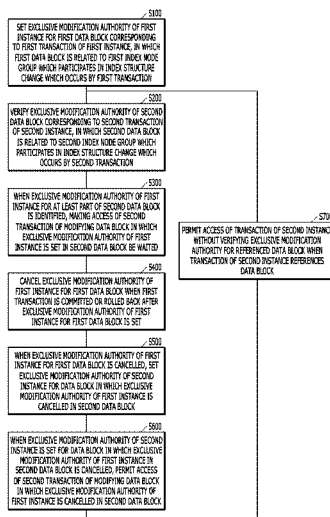 S100
SET EXCLUSIVE MODIFICATION AUTHORITY OF FIRST
INSTANCE FOR FIRST DATA BLOCK CORRESPONDING
TO FIRST TRANSACTION OF FIRST INSTANCE, IN WHICH
FIRST DATA BLOCK IS RELATED TO FIRST INDEX NODE
GROUP WHICH PARTICIPATES IN INDEX STRUCTURE
CHANGE WHICH OCCURS BY FIRST TRANSACTION
S200
VERIFY EXCLUSIVE MODIFICATION AUTHORITY OF SECOND
DATA BLOCK CORRESPONDING TO SECOND TRANSACTION
OF SECOND INSTANCE, IN WHICH SECOND DATA BLOCK
IS RELATED TO SECOND INDEX NODE GROUP WHICH
PARTICIPATES IN INDEX STRUCTURE CHANGE WHICH
OCCURS BY SECOND TRANSACTION
S300
WHEN EXCLUSIVE MODIFICATION AUTHORITY OF FIRST
INSTANCE FOR AT LEAST PART OF SECOND DATA BLOCK
IS IDENTIFIED, MAKING ACCESS OF SECOND
TRANSACTION OF MODIFYING DATA BLOCK IN WHICH
EXCLUSIVE MODIFICATION AUTHORITY OF FIRST
INSTANCE IS SET IN SECOND DATA BLOCK BE WAITED
S700
PERMIT ACCESS OF TRANSACTION OF SECOND INSTANCE
WITHOUT VERIFYING EXCLUSIVE MODIFICATION
AUTHORITY FOR REFERENCED DATA BLOCK WHEN
TRANSACTION OF SECOND INSTANCE REFERENCES
DATA BLOCK
S400
CANCEL EXCLUSIVE MODIFICATION AUTHORITY OF
FIRST INSTANCE FOR FIRST DATA BLOCK WHEN FIRST
TRANSACTION IS COMMITTED OR ROLLED BACK AFTER
EXCLUSIVE MODIFICATION AUTHORITY OF FIRST
INSTANCE FOR FIRST DATA BLOCK IS SET
S500
WHEN EXCLUSIVE MODIFICATION AUTHORITY OF FIRST
INSTANCE FOR FIRST DATA BLOCK IS CANCELLED, SET
EXCLUSIVE MODIFICATION AUTHORITY OF SECOND
INSTANCE FOR DATA BLOCK IN WHICH EXCLUSIVE
MODIFICATION AUTHORITY OF FIRST INSTANCE IS
CANCELLED IN SECOND DATA BLOCK
S600
WHEN EXCLUSIVE MODIFICATION AUTHORITY OF SECOND
INSTANCE IS SET FOR DATA BLOCK IN WHICH EXCLUSIVE
MODIFICATION AUTHORITY OF FIRST INSTANCE IN
SECOND DATA BLOCK IS CANCELLED, PERMIT ACCESS
OF SECOND TRANSACTION OF MODIFYING DATA BLOCK
IN WHICH EXCLUSIVE MODIFICATION AUTHORITY OF
FIRST INSTANCE IS CANCELLED IN SECOND DATA BLOCK